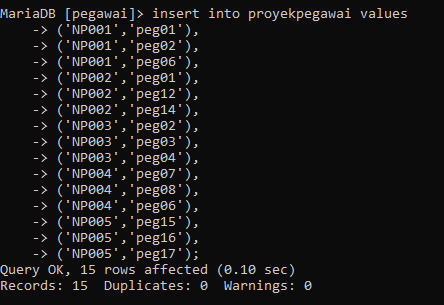 MariaDB [pegawai]> insert into proyekpegawai values
    -> ('NP001','peg01'),
    -> ('NP001','peg02'),
    -> ('NP001','peg06'),
    -> ('NP002','peg01'),
    -> ('NP002','peg12'),
    -> ('NP002','peg14'),
    -> ('NP003','peg02'),
    -> ('NP003','peg03'),
    -> ('NP003','peg04'),
    -> ('NP004','peg07'),
    -> ('NP004','peg08'),
    -> ('NP004','peg06'),
    -> ('NP005','peg15'),
    -> ('NP005','peg16'),
    -> ('NP005','peg17');
Query OK, 15 rows affected (0.10 sec)
Records: 15  Duplicates: 0  Warnings: 0